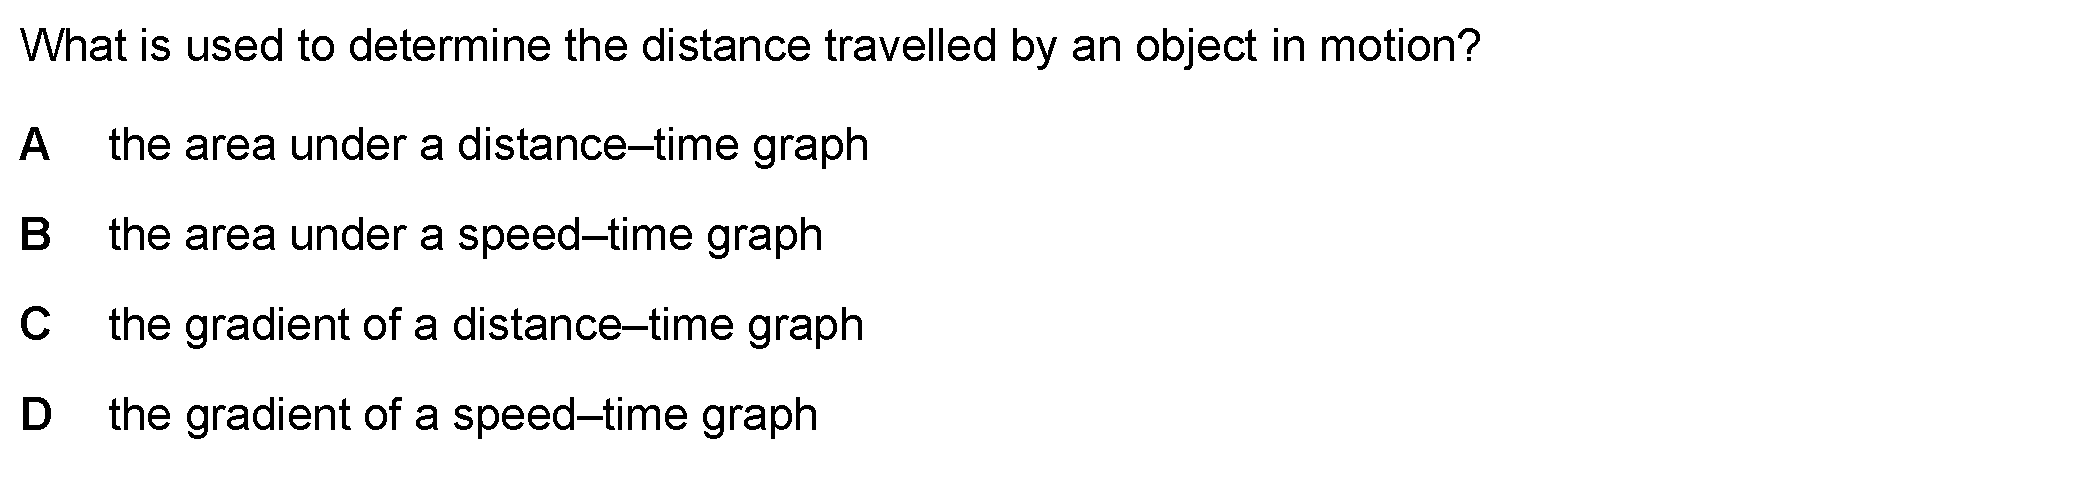 What is used to determine the distance travelled by an object in motion?
A the area under a distance–time graph
B the area under a speed–time graph
C the gradient of a distance–time graph
D the gradient of a speed–time graph